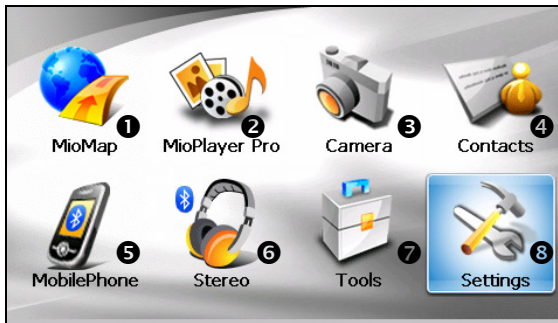 ❶ ❷ ❸ ❹
MioMap MioPlayer Pro Camera Contacts
❺ ❻ ❼ ❽
MobilePhone Stereo Tools Settings